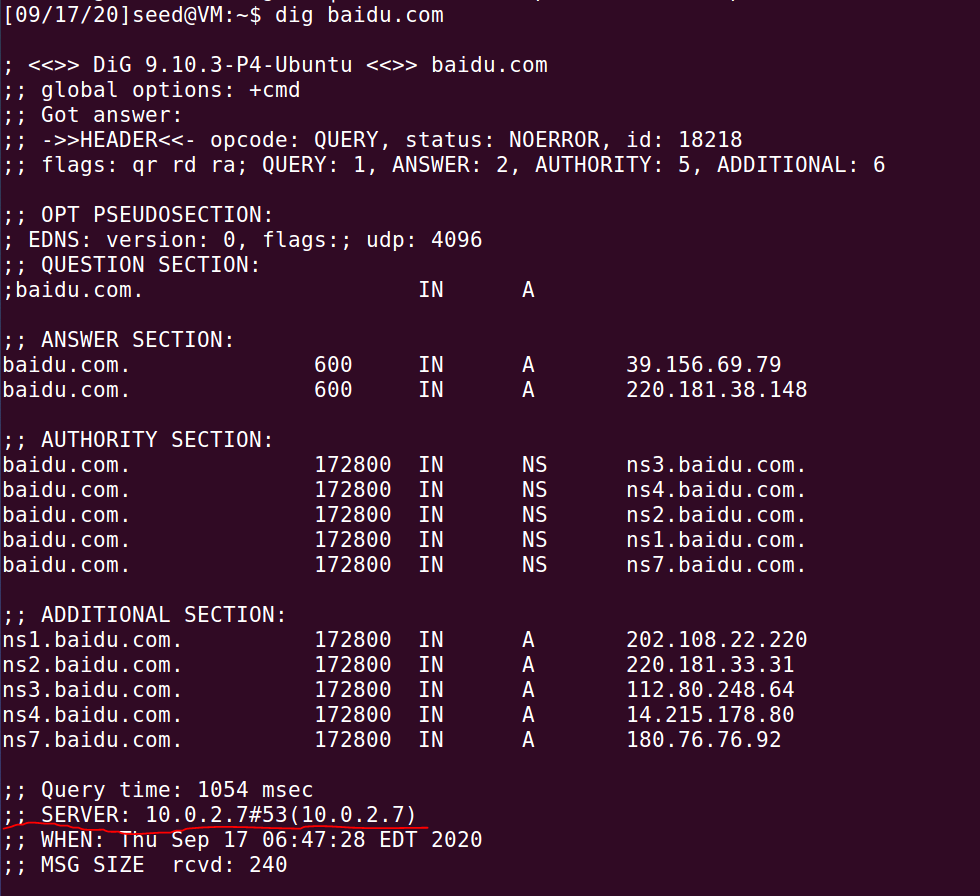 [09/17/20]seed@VM:~$ dig baidu.com
; <<>> DiG 9.10.3-P4-Ubuntu <<>> baidu.com
;; global options: +cmd
;; Got answer:
;; ->>HEADER<<- opcode: QUERY, status: NOERROR, id: 18218
;; flags: qr rd ra; QUERY: 1, ANSWER: 2, AUTHORITY: 5, ADDITIONAL: 6
;; OPT PSEUDOSECTION:
; EDNS: version: 0, flags:; udp: 4096
;; QUESTION SECTION:
;baidu.com. IN A
;; ANSWER SECTION:
baidu.com. 600 IN A 39.156.69.79
baidu.com. 600 IN A 220.181.38.148
;; AUTHORITY SECTION:
baidu.com. 172800 IN NS ns3.baidu.com.
baidu.com. 172800 IN NS ns4.baidu.com.
baidu.com. 172800 IN NS ns2.baidu.com.
baidu.com. 172800 IN NS ns1.baidu.com.
baidu.com. 172800 IN NS ns7.baidu.com.
;; ADDITIONAL SECTION:
ns1.baidu.com. 172800 IN A 202.108.22.220
ns2.baidu.com. 172800 IN A 220.181.33.31
ns3.baidu.com. 172800 IN A 112.80.248.64
ns4.baidu.com. 172800 IN A 14.215.178.80
ns7.baidu.com. 172800 IN A 180.76.76.92
;; Query time: 1054 msec
;; SERVER: 10.0.2.7#53(10.0.2.7)
;; WHEN: Thu Sep 17 06:47:28 EDT 2020
;; MSG SIZE rcvd: 240